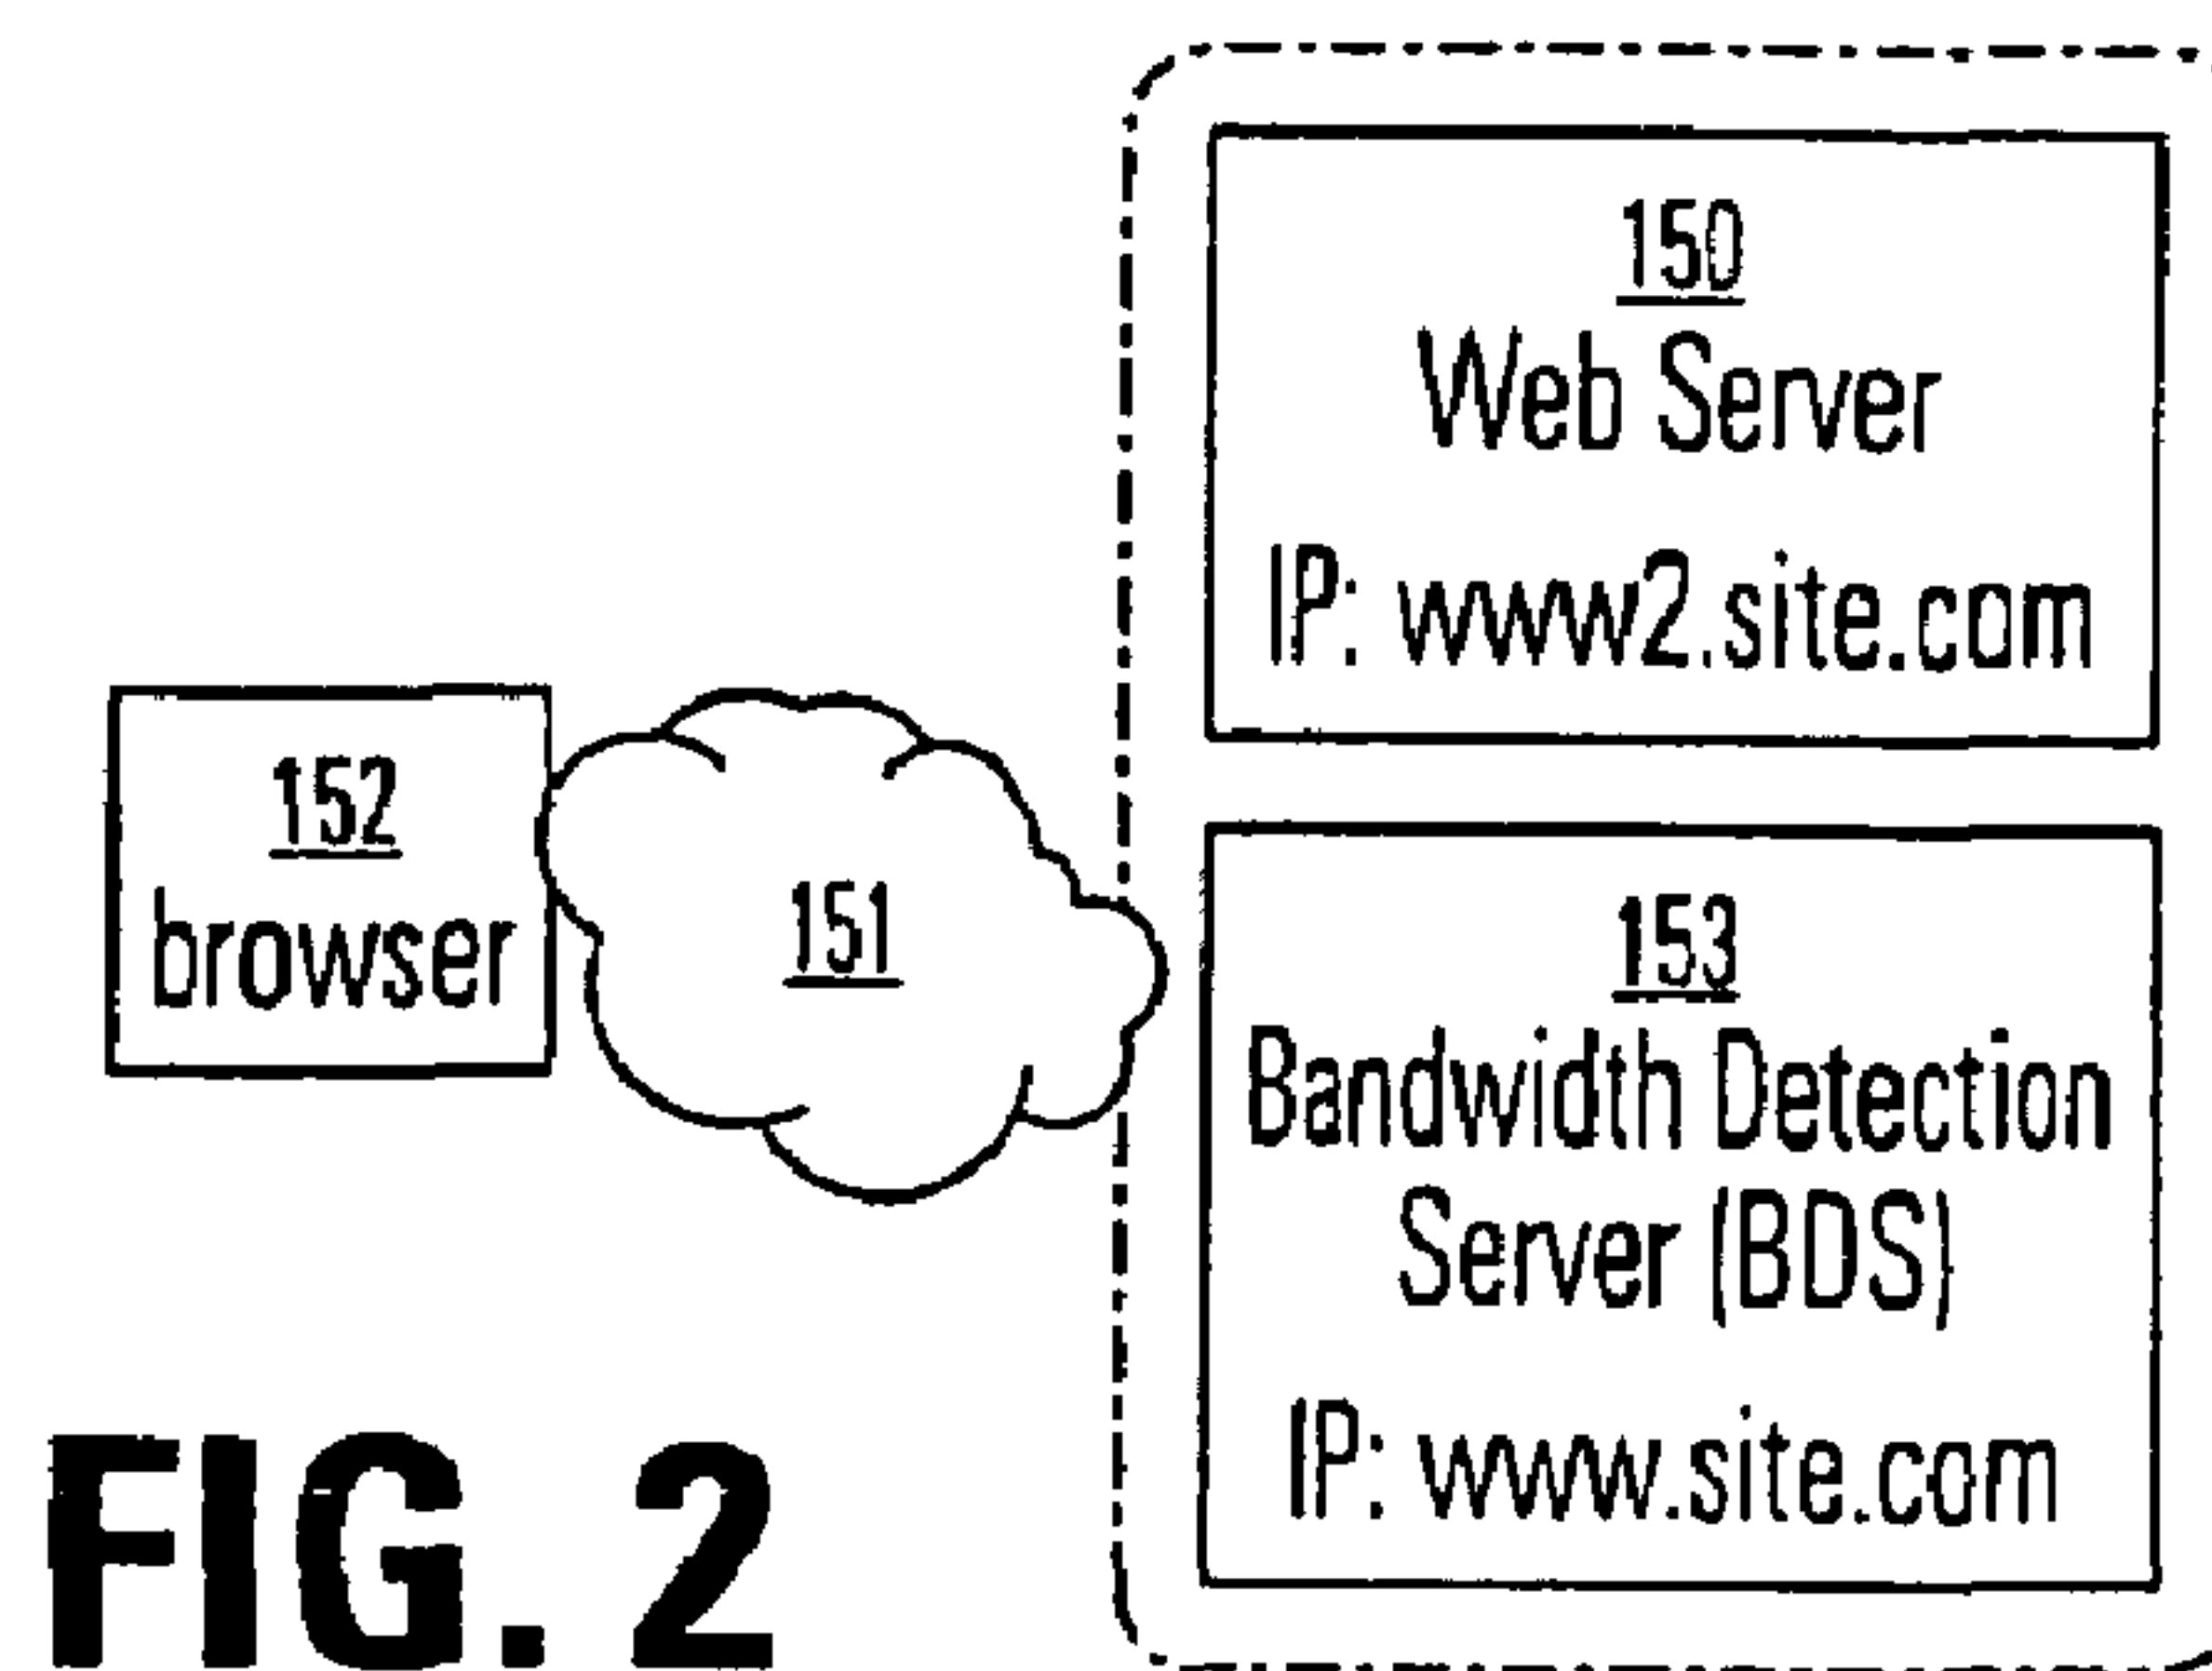 150
Web Server
IP: www2.site.com
152
browser
151
153
Bandwidth Detection
Server (BDS)
IP: www.site.com
FIG. 2